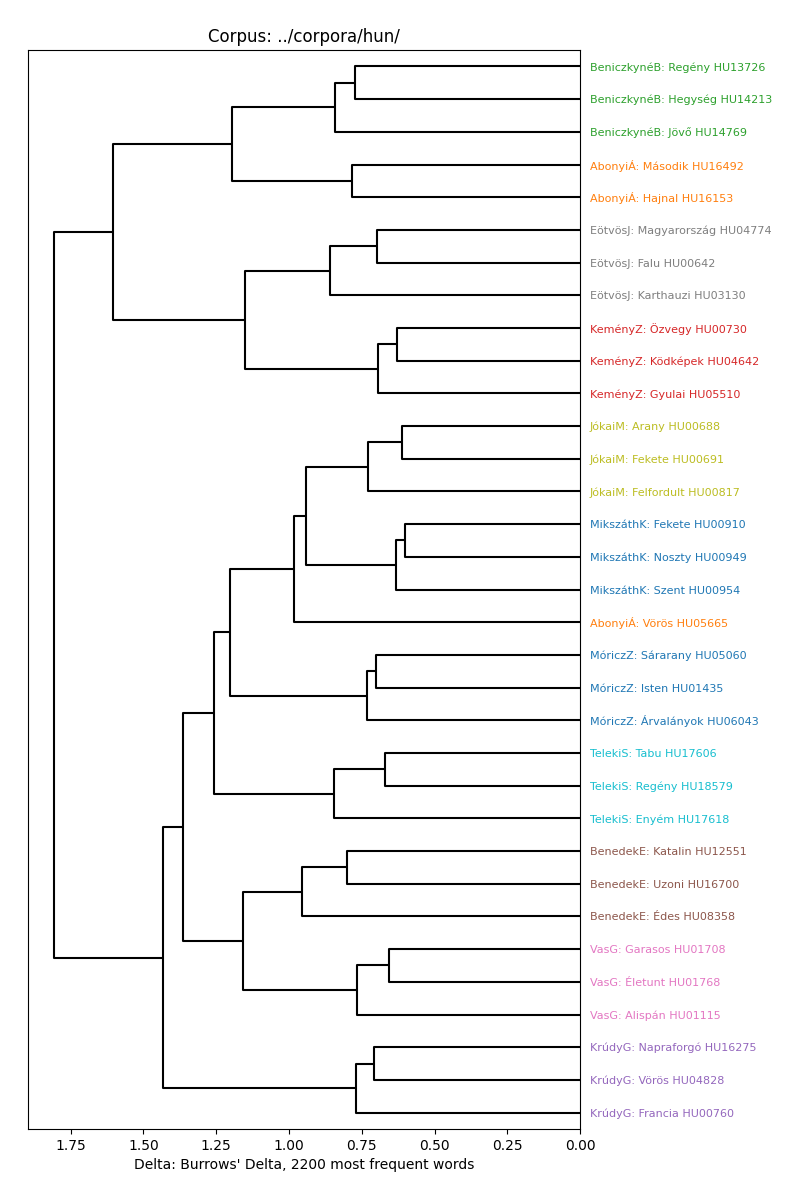 Corpus: ../corpora/hun/
BeniczkynéB: Regény HU13726
BeniczkynéB: Hegység HU14213
BeniczkynéB: Jövő HU14769
AbonyiÁ: Második HU16492
AbonyiÁ: Hajnal HU16153
EötvösJ: Magyarország HU04774
EötvösJ: Falu HU00642
EötvösJ: Karthauzi HU03130
KeményZ: Özvegy HU00730
KeményZ: Ködképek HU04642
KeményZ: Gyulai HU05510
JókaiM: Arany HU00688
JókaiM: Fekete HU00691
JókaiM: Felfordult HU00817
MikszáthK: Fekete HU00910
MikszáthK: Noszty HU00949
MikszáthK: Szent HU00954
AbonyiÁ: Vörös HU05665
MóriczZ: Sárarany HU05060
MóriczZ: Isten HU01435
MóriczZ: Árvalányok HU06043
TelekiS: Tabu HU17606
TelekiS: Regény HU18579
TelekiS: Enyém HU17618
BenedekE: Katalin HU12551
BenedekE: Uzoni HU16700
BenedekE: Édes HU08358
VasG: Garasos HU01708
VasG: Életunt HU01768
VasG: Alispán HU01115
KrúdyG: Napraforgó HU16275
KrúdyG: Vörös HU04828
KrúdyG: Francia HU00760
1.75 1.50 1.25 1.00 0.75 0.50 0.25 0.00
Delta: Burrows' Delta, 2200 most frequent words